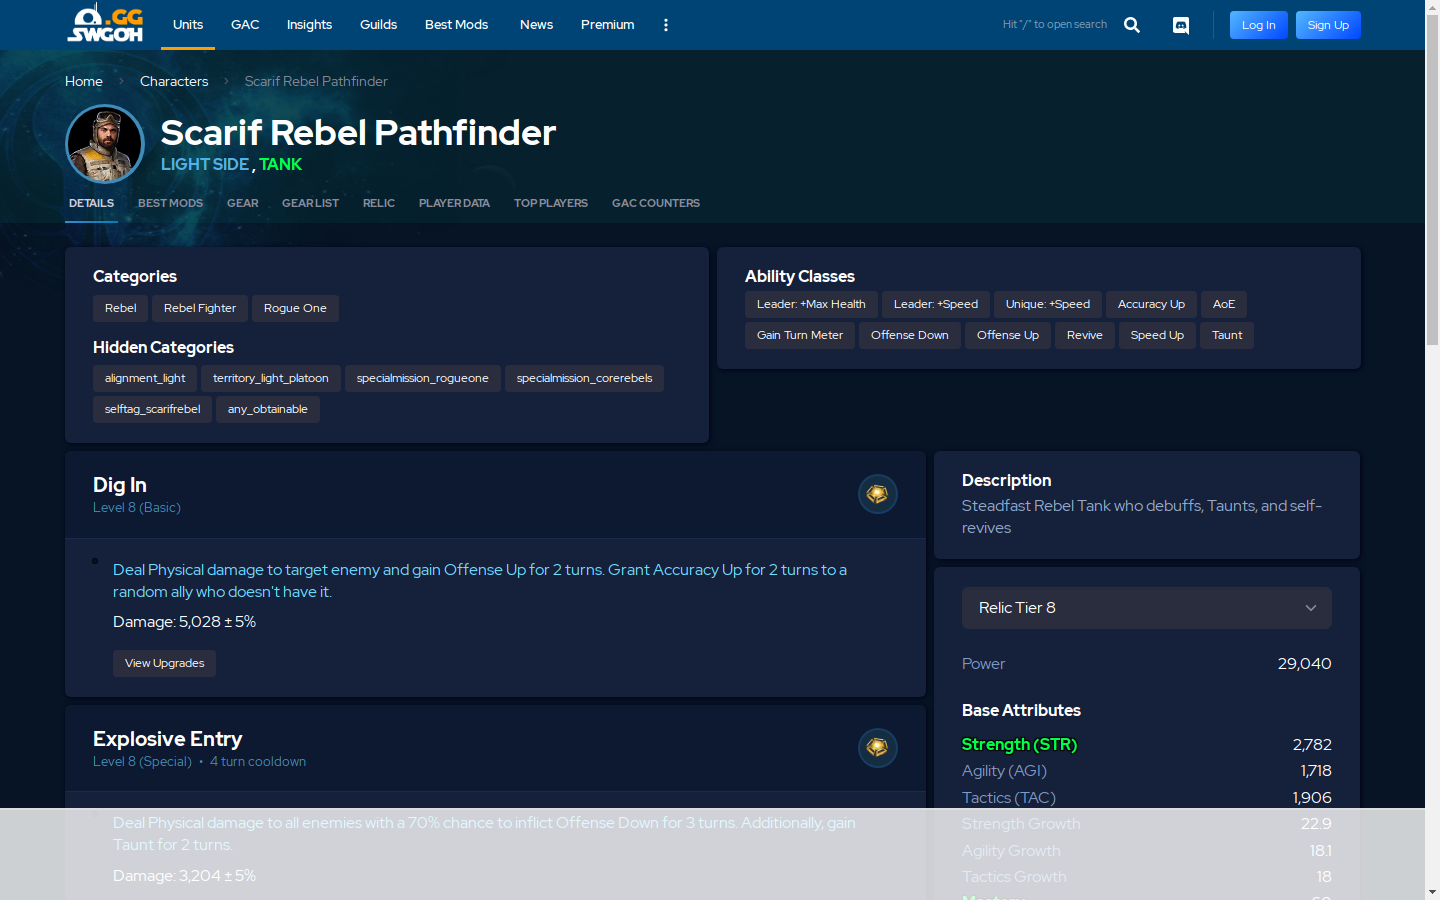 .GG
SWGOH
Units
GAC
Insights
Guilds
Best Mods
News
Premium
Hit "/" to open search
Log In
Sign Up
Home
Characters
Scarif Rebel Pathfinder
Scarif Rebel Pathfinder
LIGHT SIDE , TANK
DETAILS
BEST MODS
GEAR
GEAR LIST
RELIC
PLAYER DATA
TOP PLAYERS
GAC COUNTERS
Categories
Rebel
Rebel Fighter
Rogue One
Hidden Categories
alignment_light
territory_light_platoon
specialmission_rogueone
specialmission_corerebels
selftag_scarifrebel
any_obtainable
Ability Classes
Leader: +Max Health
Leader: +Speed
Unique: +Speed
Accuracy Up
AoE
Gain Turn Meter
Offense Down
Offense Up
Revive
Speed Up
Taunt
Dig In
Level 8 (Basic)
Deal Physical damage to target enemy and gain Offense Up for 2 turns. Grant Accuracy Up for 2 turns to a
random ally who doesn't have it.
Damage: 5,028 ± 5%
View Upgrades
Explosive Entry
Level 8 (Special) • 4 turn cooldown
Deal Physical damage to all enemies with a 70% chance to inflict Offense Down for 3 turns. Additionally, gain
Taunt for 2 turns.
Damage: 3,204 ± 5%
Description
Steadfast Rebel Tank who debuffs, Taunts, and self-
revives
Relic Tier 8
Power 29,040
Base Attributes
Strength (STR) 2,782
Agility (AGI) 1,718
Tactics (TAC) 1,906
Strength Growth 22.9
Agility Growth 18.1
Tactics Growth 18